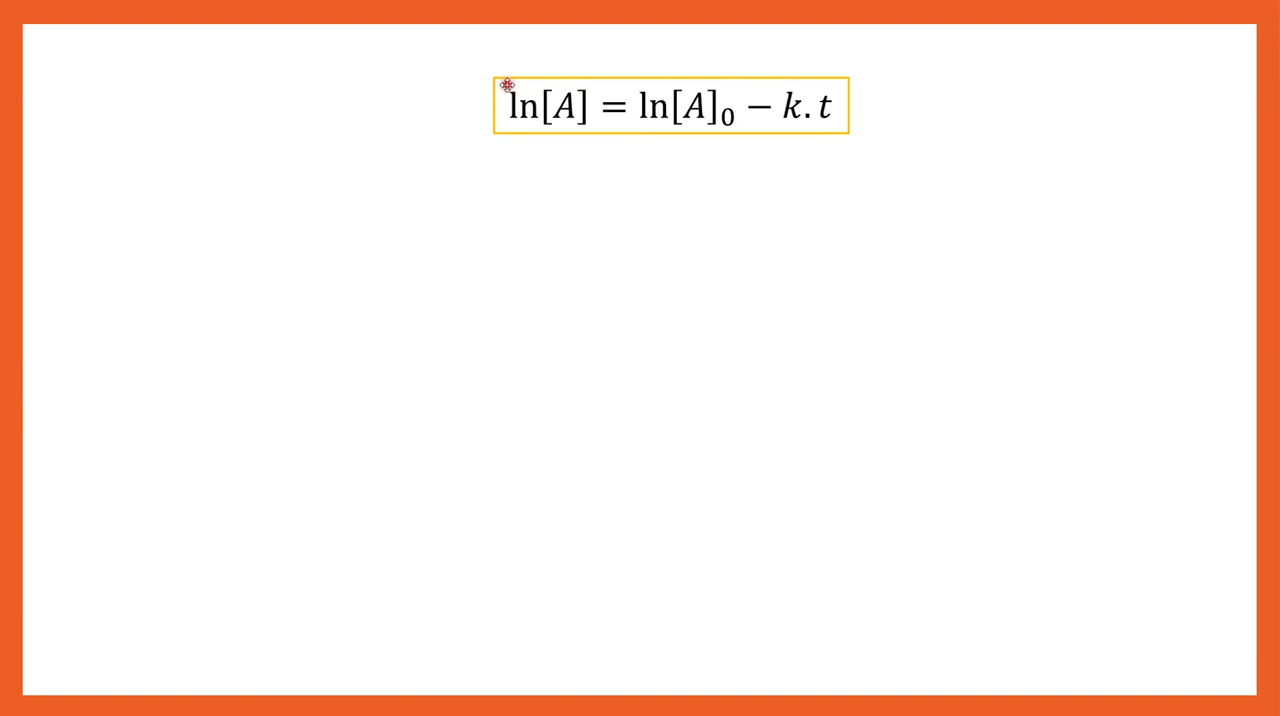 ln[A] = ln[A]₀ − k. t